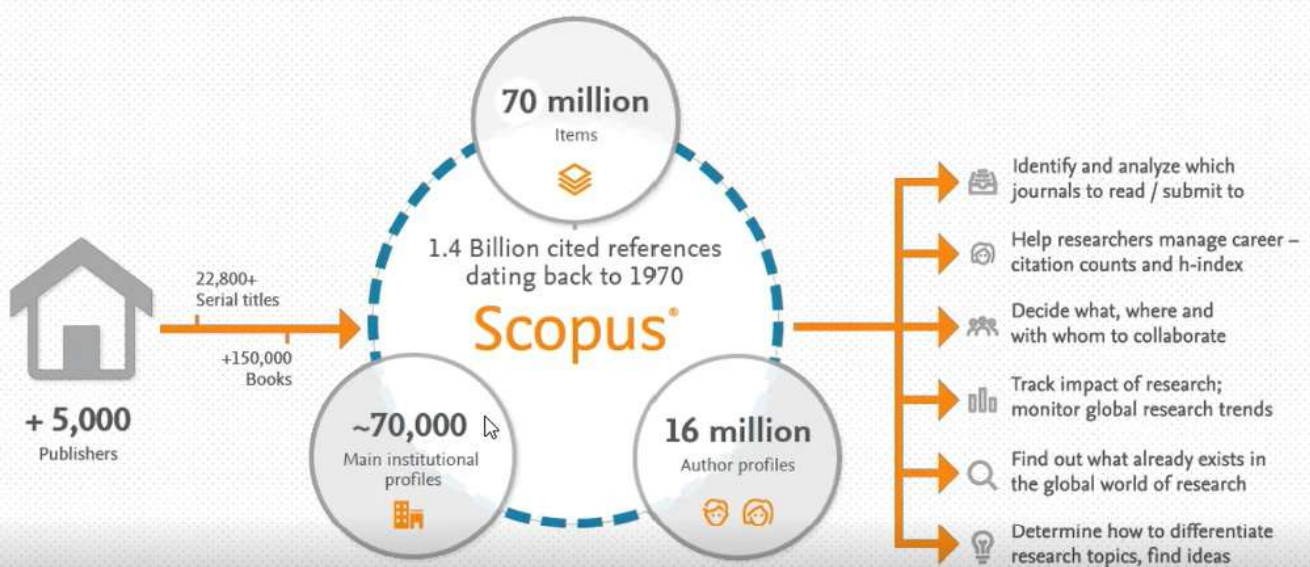 70 million
Items
1.4 Billion cited references
dating back to 1970
Scopus®
22,800+
Serial titles
+150,000
Books
+ 5,000
Publishers
~70,000
Main institutional
profiles
16 million
Author profiles
Identify and analyze which
journals to read / submit to
Help researchers manage career –
citation counts and h-index
Decide what, where and
with whom to collaborate
Track impact of research;
monitor global research trends
Find out what already exists in
the global world of research
Determine how to differentiate
research topics, find ideas